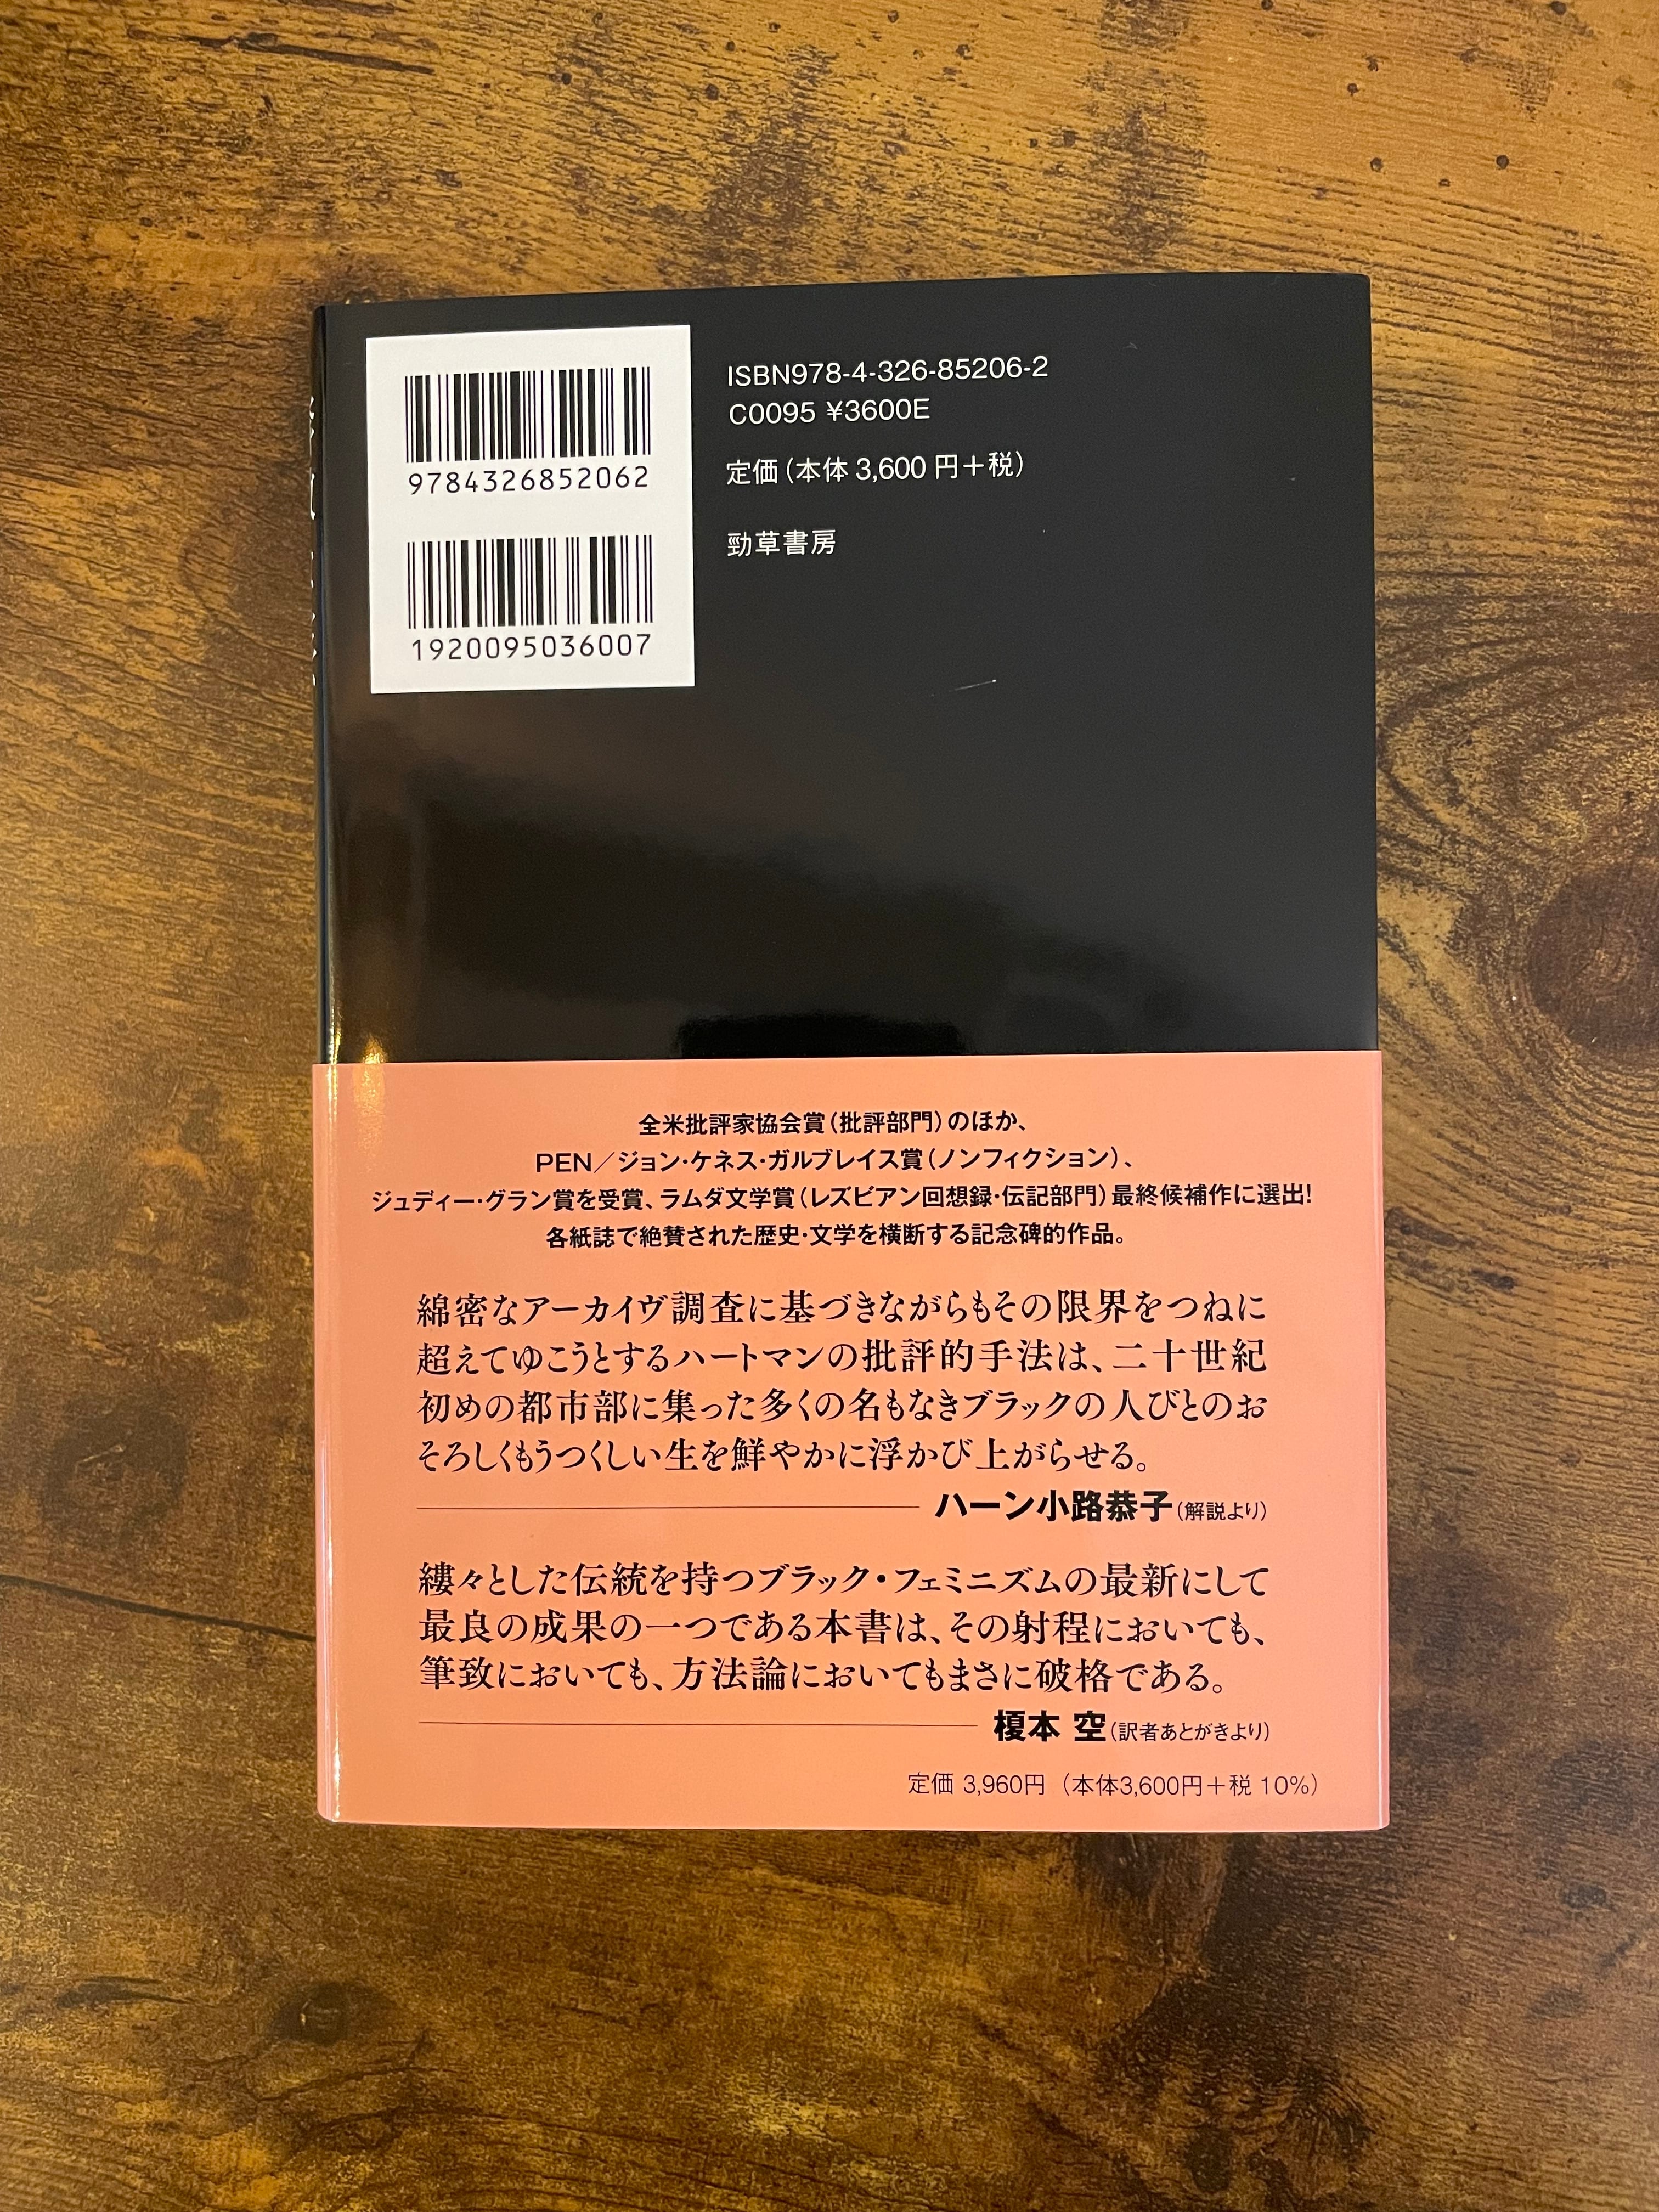 9784326852062
1920095036007
ISBN978-4-326-85206-2
C0095 ¥3600E
定価(本体 3,600 円+税)
勁草書房
全米批評家協会賞(批評部門)のほか、
PEN/ジョン・ケネス・ガルブレイス賞(ノンフィクション)、
ジュディー・グラン賞を受賞、ラムダ文学賞(レズビアン回想録・伝記部門)最終候補作に選出!
各紙誌で絶賛された歴史・文学を横断する記念碑的作品。
綿密なアーカイヴ調査に基づきながらもその限界をつねに
超えてゆこうとするハートマンの批評的手法は、二十世紀
初めの都市部に集った多くの名もなきブラックの人びとのお
そろしくもうつくしい生を鮮やかに浮かび上がらせる。
ハーン小路恭子(解説より)
縷々とした伝統を持つブラック・フェミニズムの最新にして
最良の成果の一つである本書は、その射程においても、
筆致においても、方法論においてもまさに破格である。
榎本 空(訳者あとがきより)
定価 3,960円(本体3,600円+税 10%)